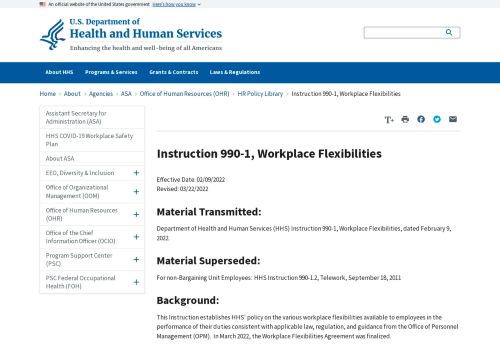 An official website of the United States government Here's how you know
U.S. Department of
Health and Human Services
Enhancing the health and well-being of all Americans
About HHS Programs & Services Grants & Contracts Laws & Regulations
Home > About > Agencies > ASA > Office of Human Resources (OHR) > HR Policy Library > Instruction 990-1, Workplace Flexibilities
Assistant Secretary for
Administration (ASA)
HHS COVID-19 Workplace Safety
Plan
About ASA
EEO, Diversity & Inclusion +
Office of Organizational
Management (OOM) +
Office of Human Resources
(OHR) +
Office of the Chief
Information Officer (OCIO) +
Program Support Center
(PSC) +
PSC Federal Occupational
Health (FOH) +
T+
Instruction 990-1, Workplace Flexibilities
Effective Date: 02/09/2022
Revised: 03/22/2022
Material Transmitted:
Department of Health and Human Services (HHS) Instruction 990-1, Workplace Flexibilities, dated February 9,
2022
Material Superseded:
For non-Bargaining Unit Employees: HHS Instruction 990-1.2, Telework, September 18, 2011
Background:
This Instruction establishes HHS' policy on the various workplace flexibilities available to employees in the
performance of their duties consistent with applicable law, regulation, and guidance from the Office of Personnel
Management (OPM). In March 2022, the Workplace Flexibilities Agreement was finalized.